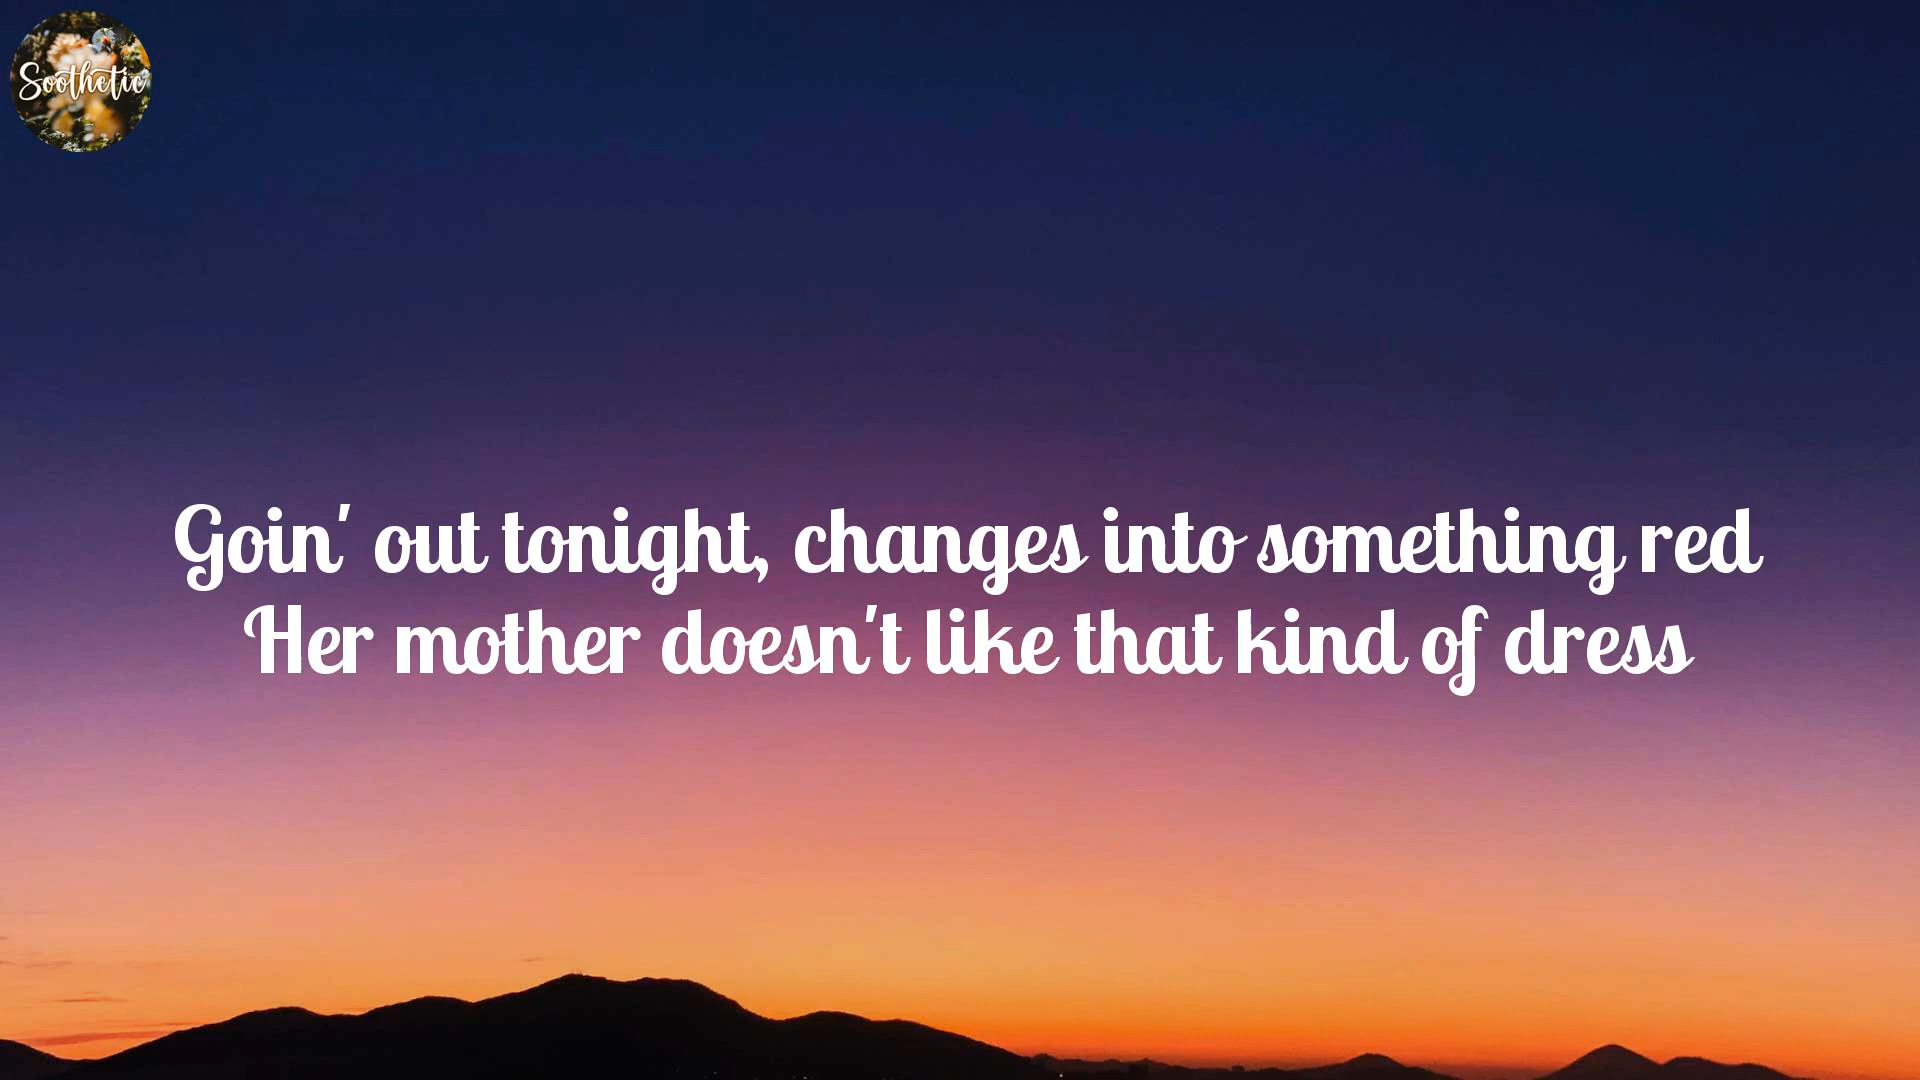 Soothetic
Goin' out tonight, changes into something red
Her mother doesn't like that kind of dress